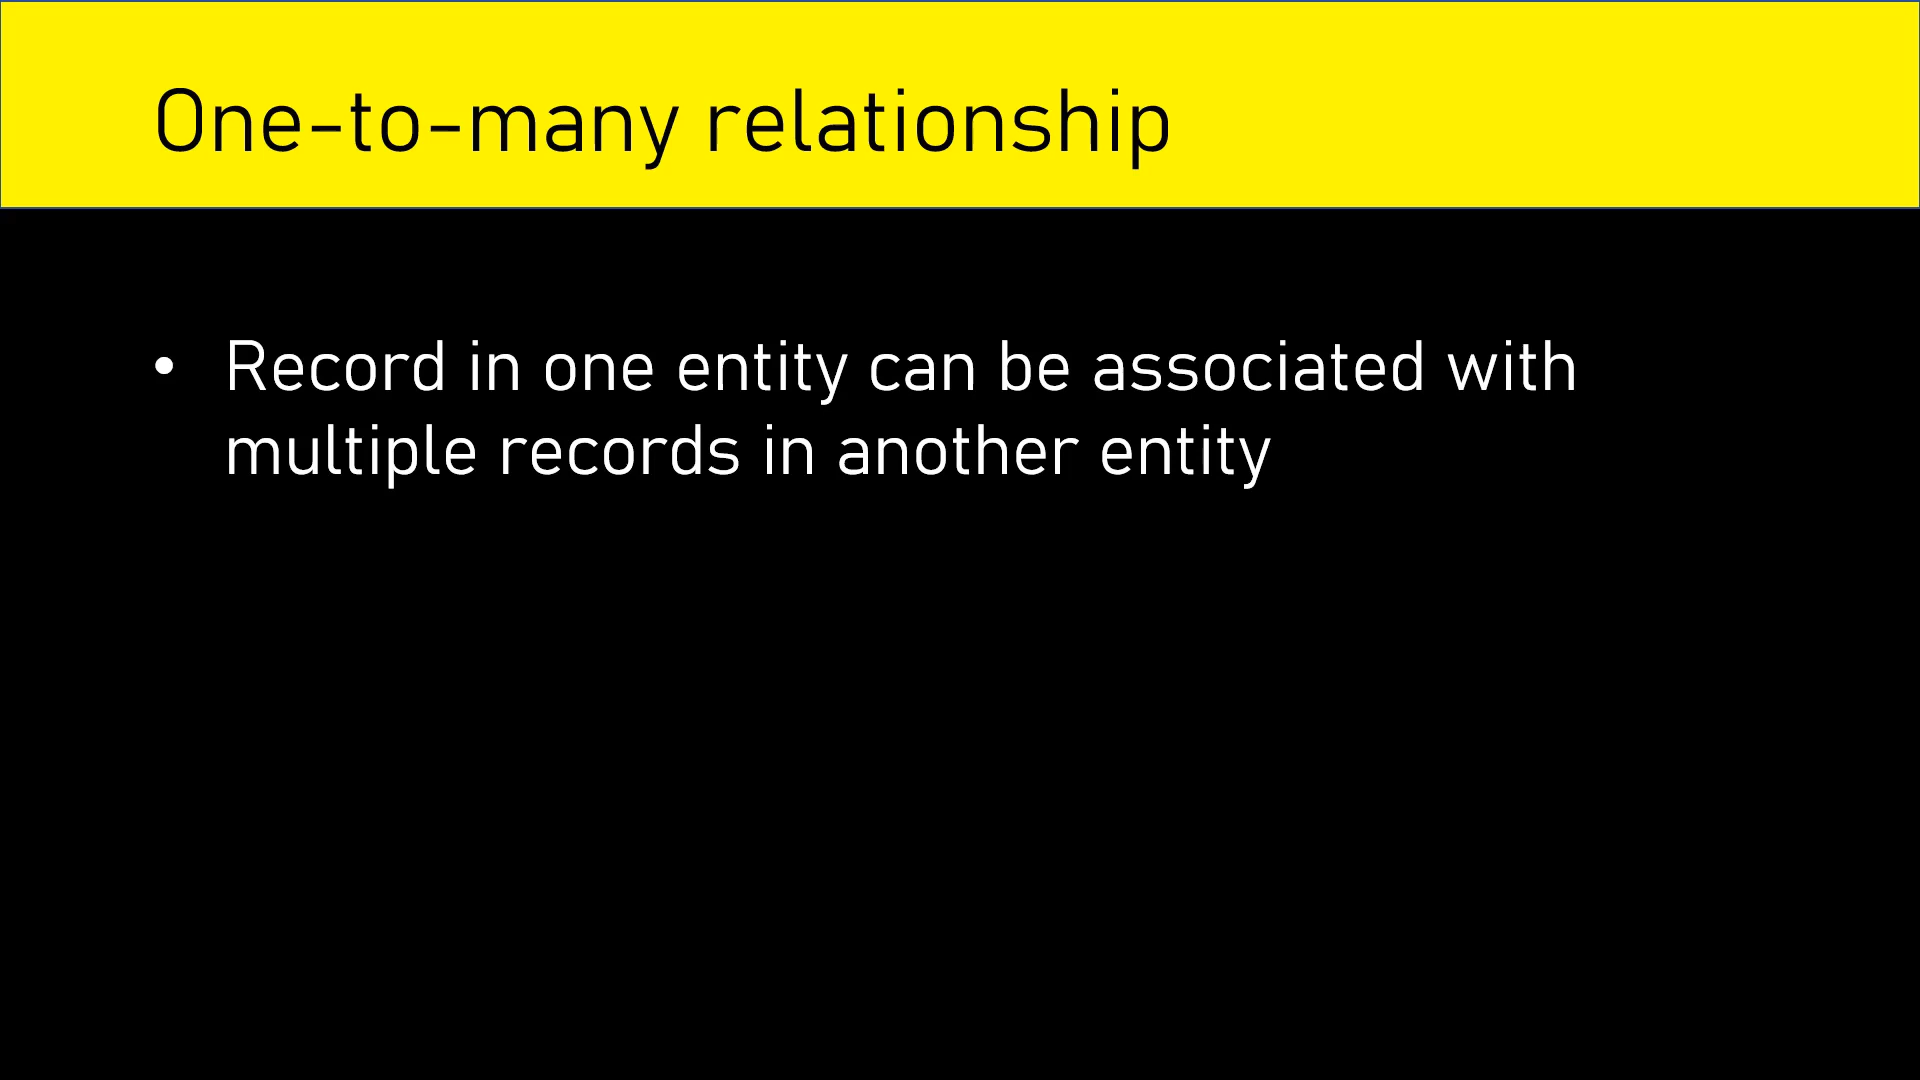 One-to-many relationship
• Record in one entity can be associated with
multiple records in another entity